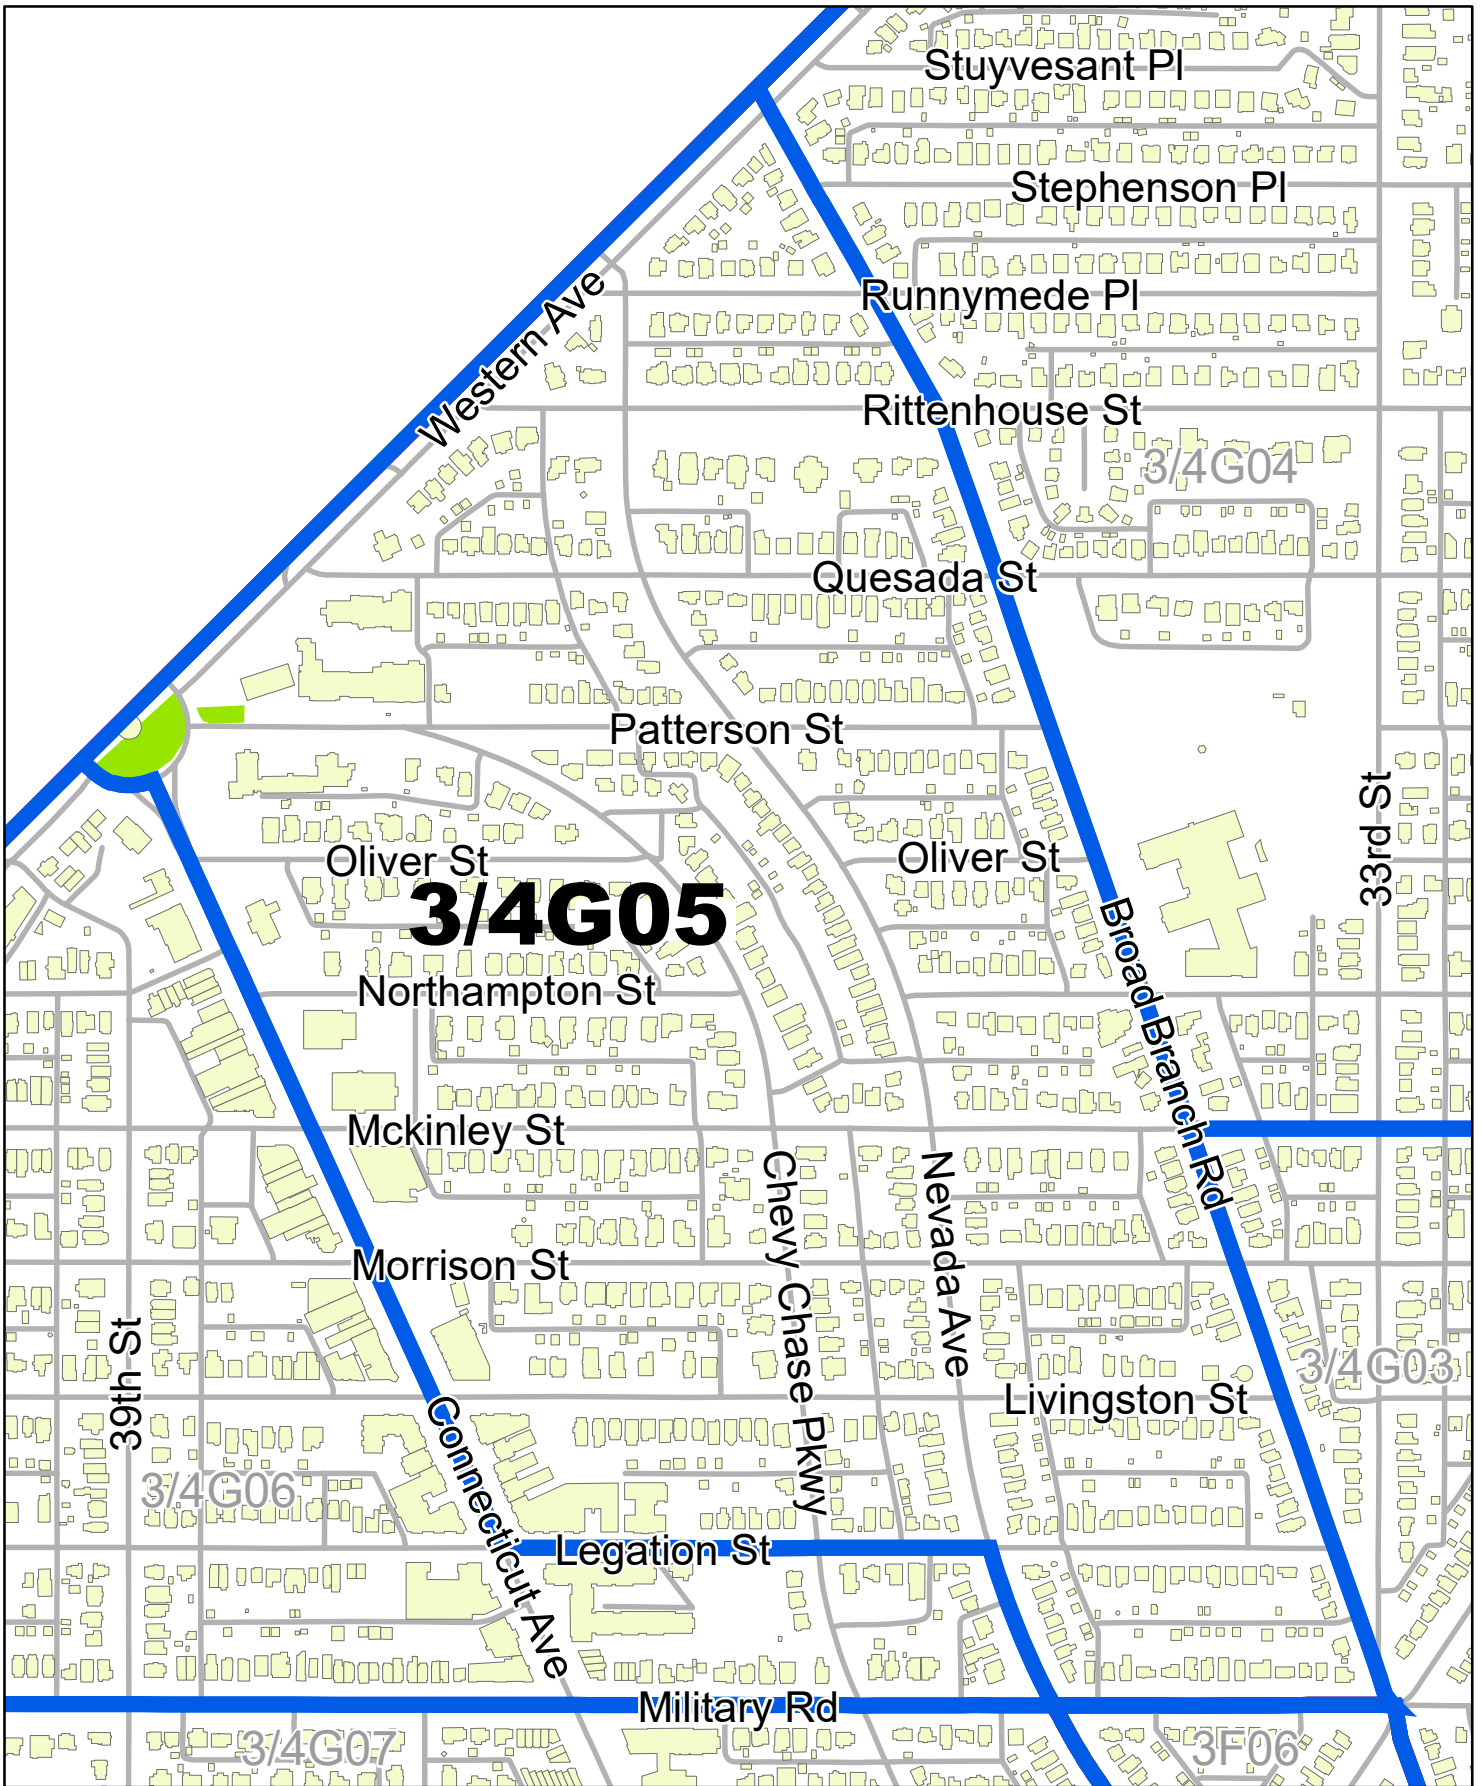 Stuyvesant Pl
Stephenson Pl
Western Ave
Runnymede Pl
Rittenhouse St
3/4G04
Quesada St
Patterson St
33rd St
Oliver St
Oliver St
3/4G05
Broad Branch Rd
Northampton St
Mckinley St
Chevy Chase Pkwy
Nevada Ave
Morrison St
39th St
3/4G03
Livingston St
Connecticut Ave
3/4G06
Legation St
Military Rd
3/4G07
3F06